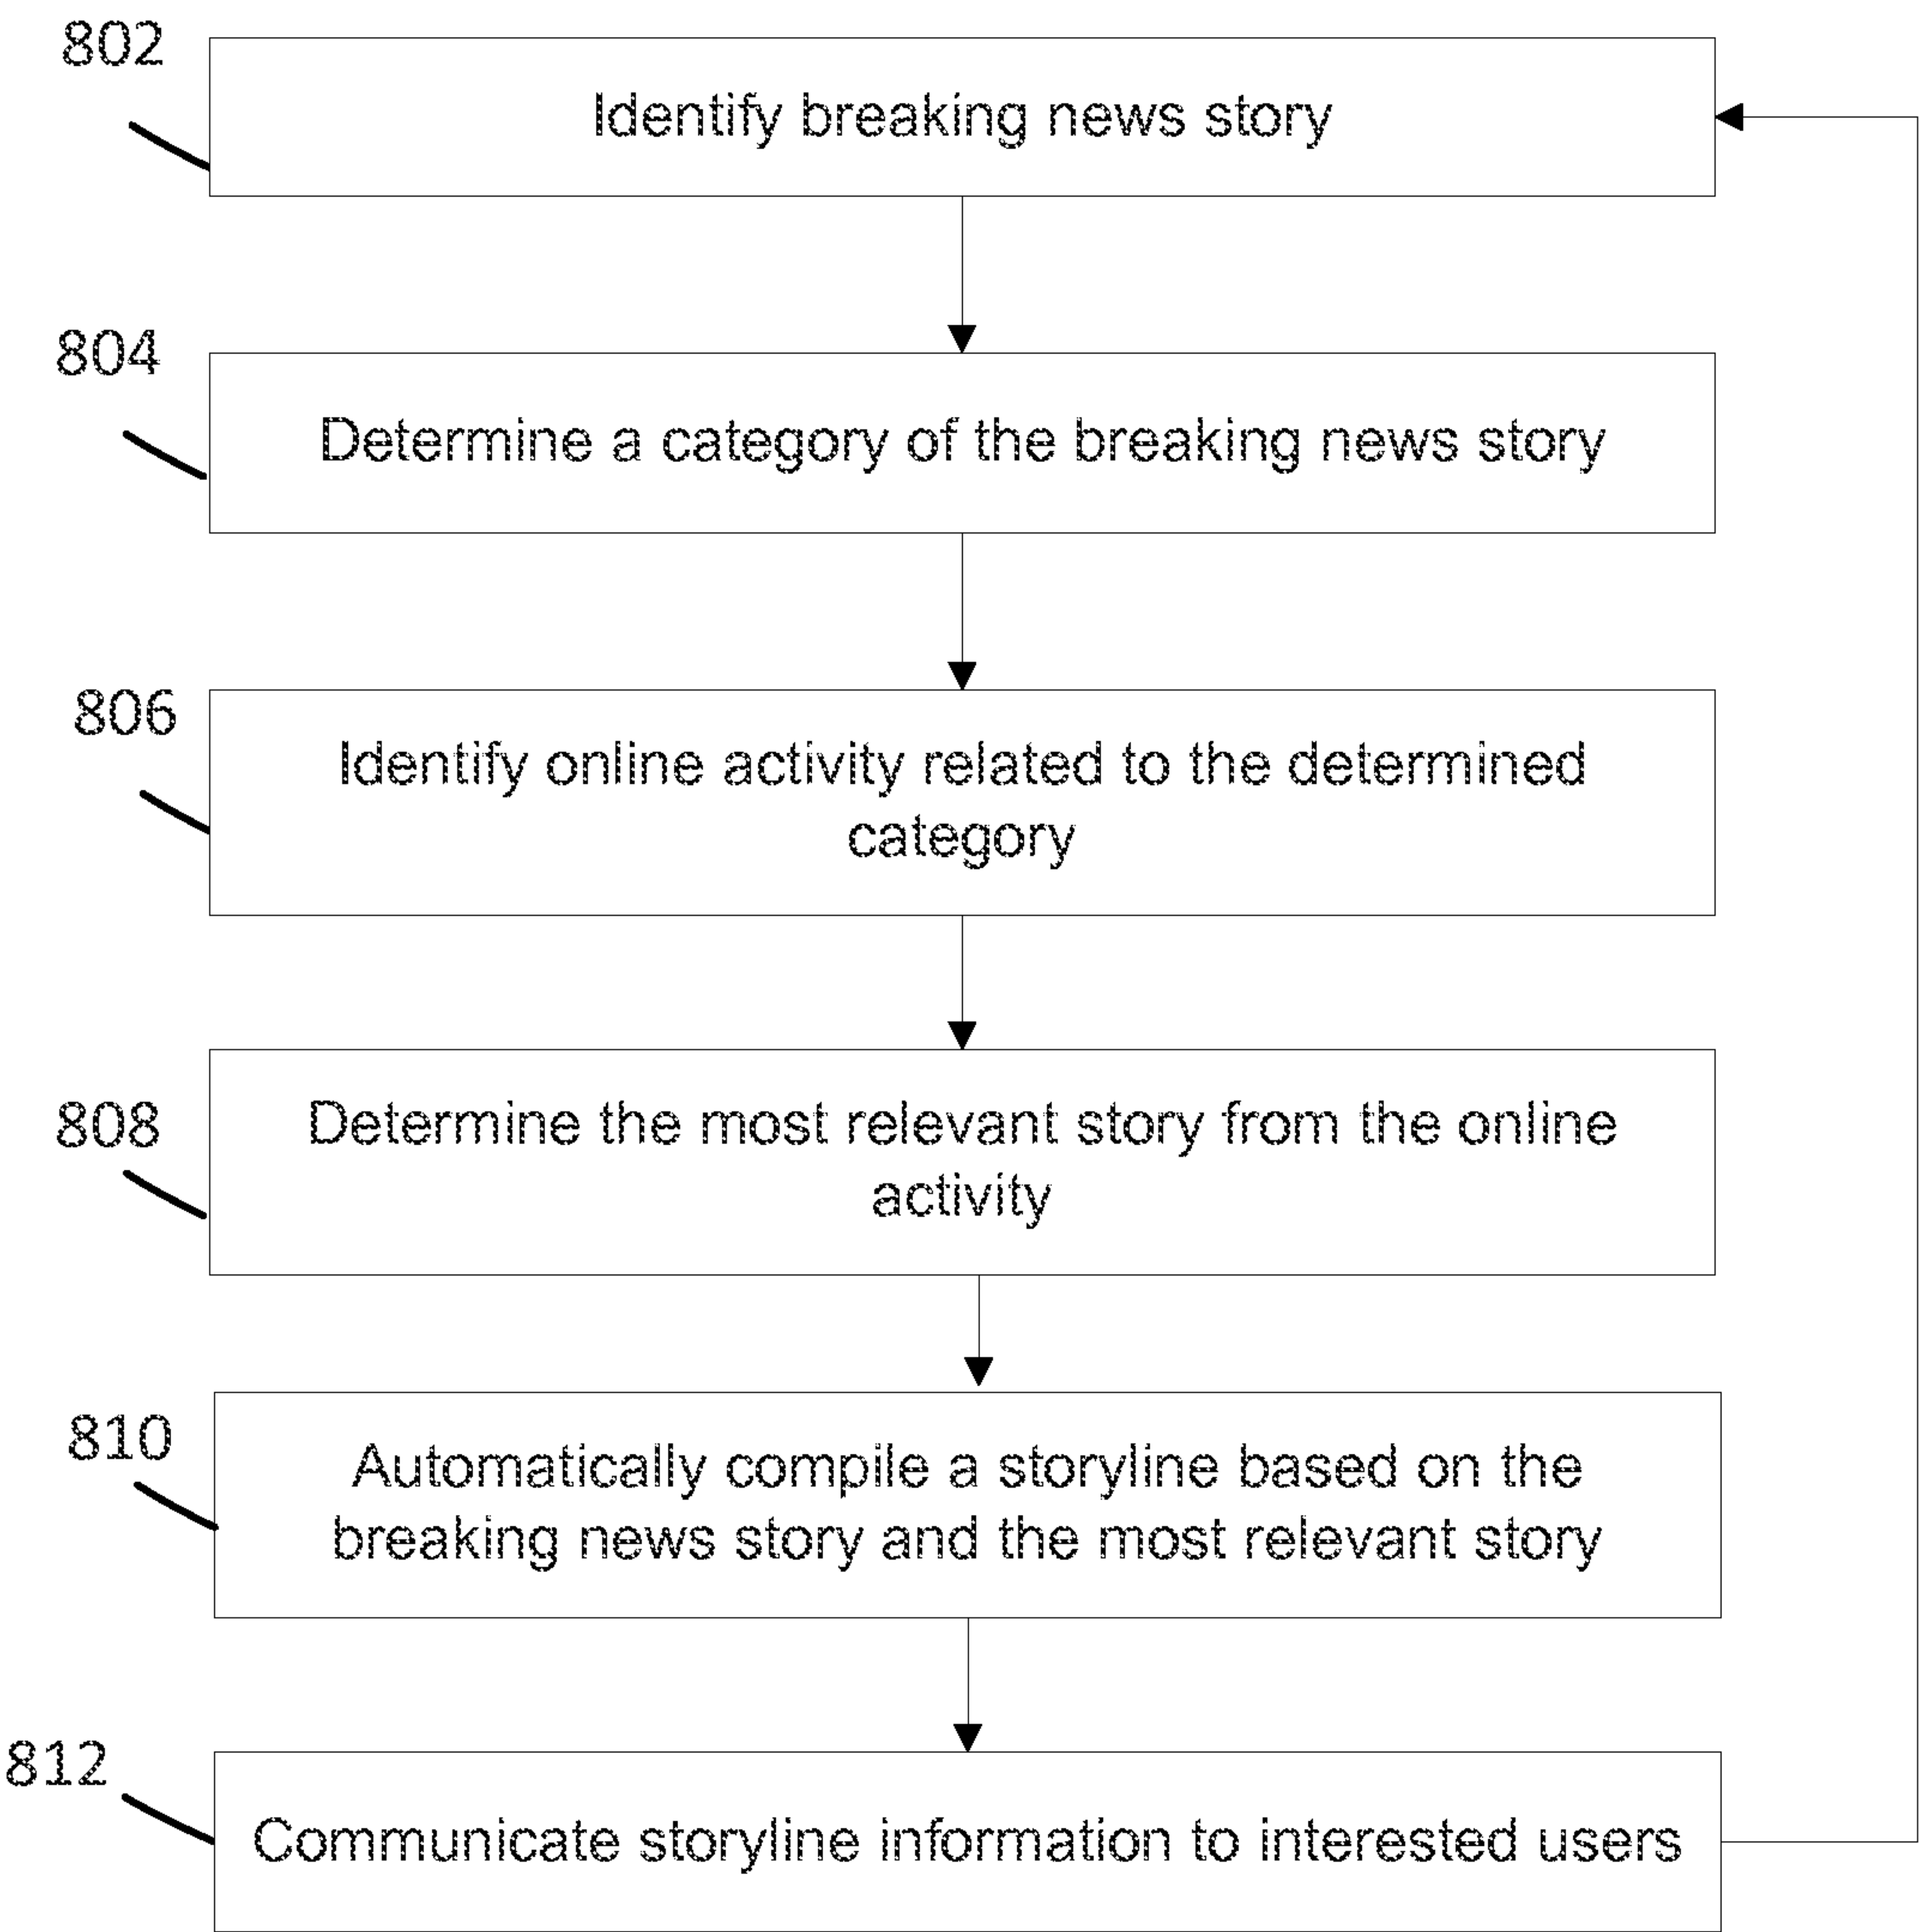 802
Identify breaking news story
804
Determine a category of the breaking news story
806
Identify online activity related to the determined
category
808
Determine the most relevant story from the online
activity
810
Automatically compile a storyline based on the
breaking news story and the most relevant story
812
Communicate storyline information to interested users